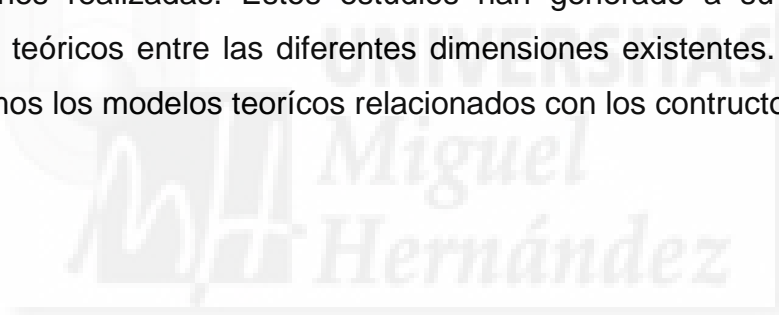 nes realizadas. Estos estudios han generado a su
teóricos entre las diferentes dimensiones existentes.
UNIVERSITAS
nos los modelos teorícos relacionados con los contructo
Miguel
Hernández